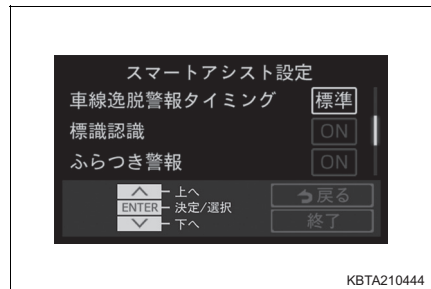 スマートアシスト設定
車線逸脱警報タイミング 標準
標識認識 ON
ふらつき警報 ON
上へ 戻る
ENTER 決定/選択
下へ 終了
KBTA210444